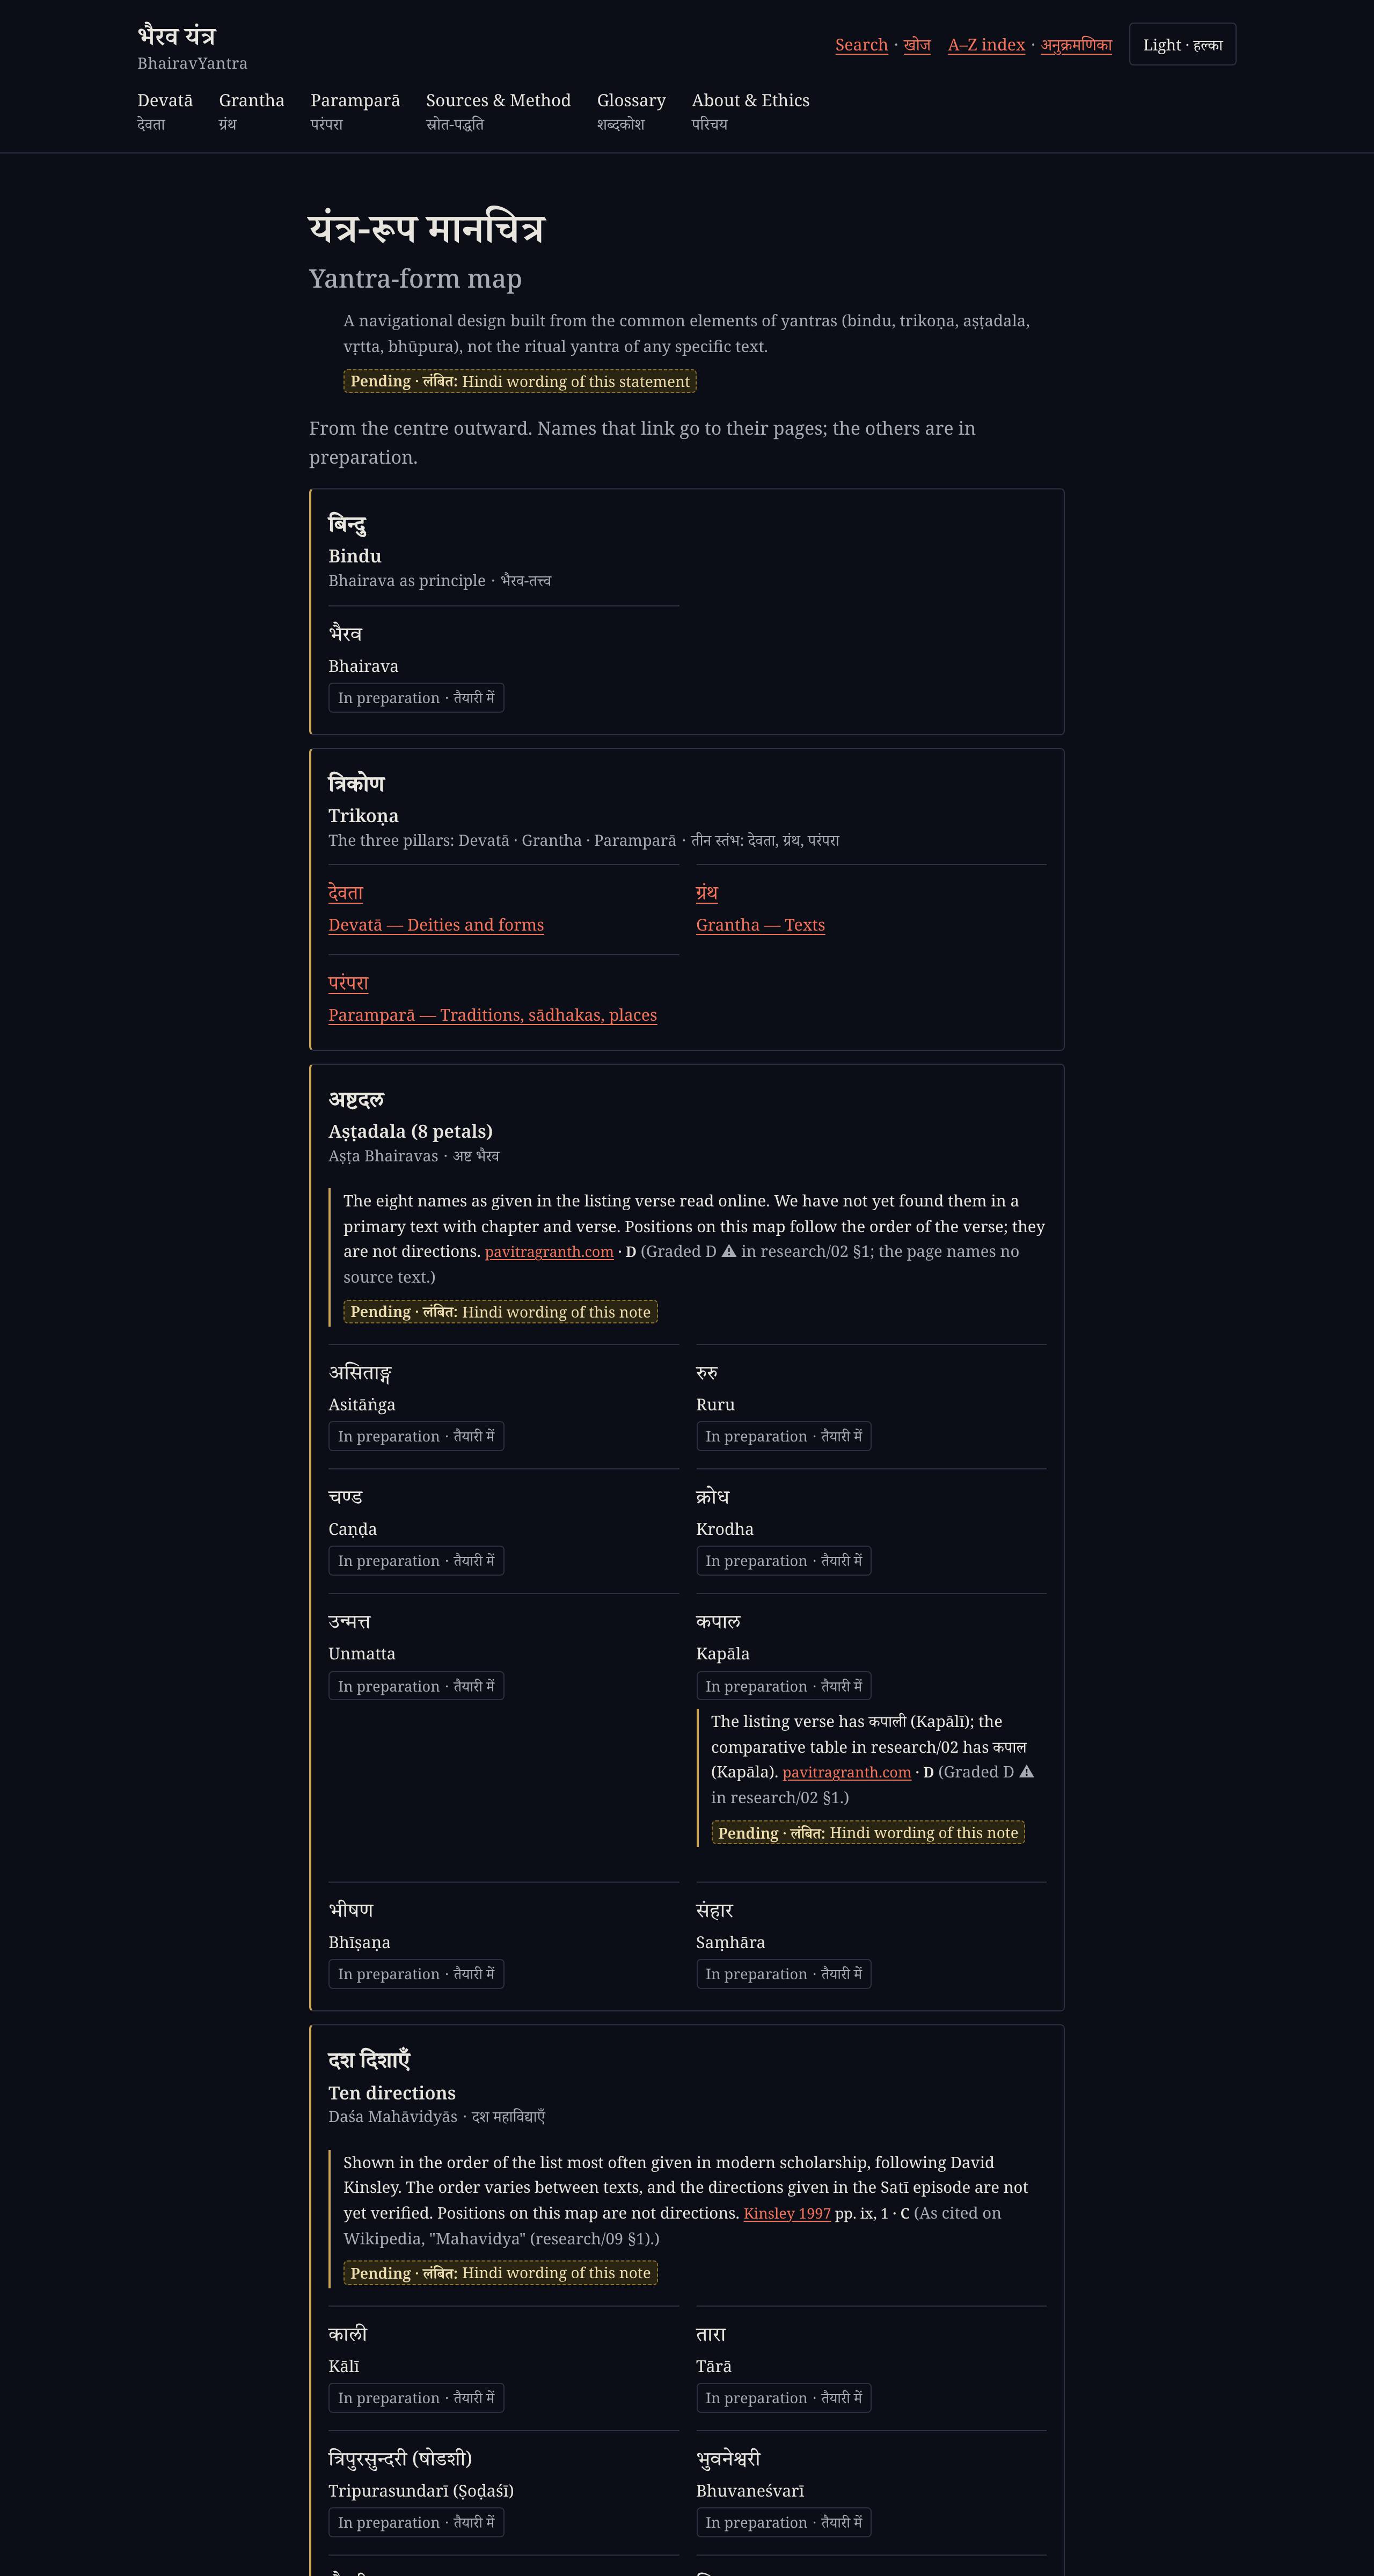 भैरव यंत्र
BhairavYantra
Search · खोज A–Z index · अनुक्रमणिका Light · हल्का
Devatā Grantha Paramparā Sources & Method Glossary About & Ethics
देवता ग्रंथ परंपरा स्रोत-पद्धति शब्दकोश परिचय
यंत्र-रूप मानचित्र
Yantra-form map
A navigational design built from the common elements of yantras (bindu, trikoṇa, aṣṭadala,
vṛtta, bhūpura), not the ritual yantra of any specific text.
Pending · लंबित: Hindi wording of this statement
From the centre outward. Names that link go to their pages; the others are in
preparation.
बिन्दु
Bindu
Bhairava as principle · भैरव-तत्त्व
भैरव
Bhairava
In preparation · तैयारी में
त्रिकोण
Trikoṇa
The three pillars: Devatā · Grantha · Paramparā · तीन स्तंभ: देवता, ग्रंथ, परंपरा
देवता ग्रंथ
Devatā — Deities and forms Grantha — Texts
परंपरा
Paramparā — Traditions, sādhakas, places
अष्टदल
Aṣṭadala (8 petals)
Aṣṭa Bhairavas · अष्ट भैरव
The eight names as given in the listing verse read online. We have not yet found them in a
primary text with chapter and verse. Positions on this map follow the order of the verse; they
are not directions. pavitragranth.com · D (Graded D ⚠ in research/02 §1; the page names no
source text.)
Pending · लंबित: Hindi wording of this note
असिताङ्ग रुरु
Asitāṅga Ruru
In preparation · तैयारी में In preparation · तैयारी में
चण्ड क्रोध
Caṇḍa Krodha
In preparation · तैयारी में In preparation · तैयारी में
उन्मत्त कपाल
Unmatta Kapāla
In preparation · तैयारी में In preparation · तैयारी में
The listing verse has कपाली (Kapālī); the
comparative table in research/02 has कपाल
(Kapāla). pavitragranth.com · D (Graded D ⚠
in research/02 §1.)
Pending · लंबित: Hindi wording of this note
भीषण संहार
Bhīṣaṇa Saṃhāra
In preparation · तैयारी में In preparation · तैयारी में
दश दिशाएँ
Ten directions
Daśa Mahāvidyās · दश महाविद्याएँ
Shown in the order of the list most often given in modern scholarship, following David
Kinsley. The order varies between texts, and the directions given in the Satī episode are not
yet verified. Positions on this map are not directions. Kinsley 1997 pp. ix, 1 · C (As cited on
Wikipedia, "Mahavidya" (research/09 §1).)
Pending · लंबित: Hindi wording of this note
काली तारा
Kālī Tārā
In preparation · तैयारी में In preparation · तैयारी में
त्रिपुरसुन्दरी (षोडशी) भुवनेश्वरी
Tripurasundarī (Ṣoḍaśī) Bhuvaneśvarī
In preparation · तैयारी में In preparation · तैयारी में